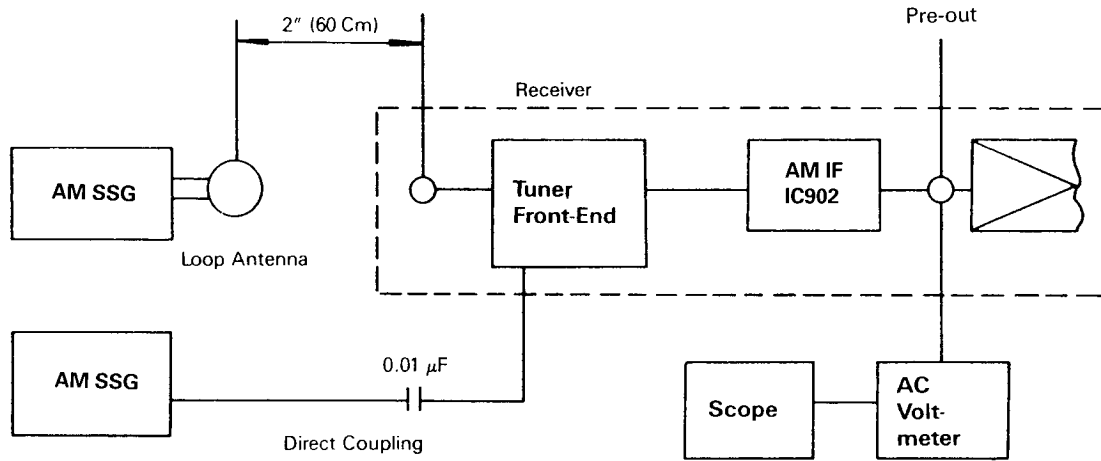 2" (60 Cm)
Pre-out
Receiver
AM SSG
Tuner
Front-End
AM IF
IC902
Loop Antenna
AM SSG
0.01 μF
Direct Coupling
Scope
AC
Volt-
meter